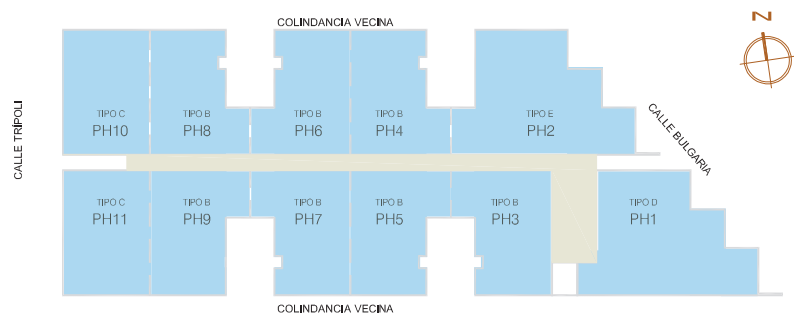 COLINDANCIA VECINA
N
CALLE TRÍPOLI
TIPO C
PH10
TIPO B
PH8
TIPO B
PH6
TIPO B
PH4
TIPO E
PH2
CALLE BULGARIA
TIPO C
PH11
TIPO B
PH9
TIPO B
PH7
TIPO B
PH5
TIPO B
PH3
TIPO D
PH1
COLINDANCIA VECINA